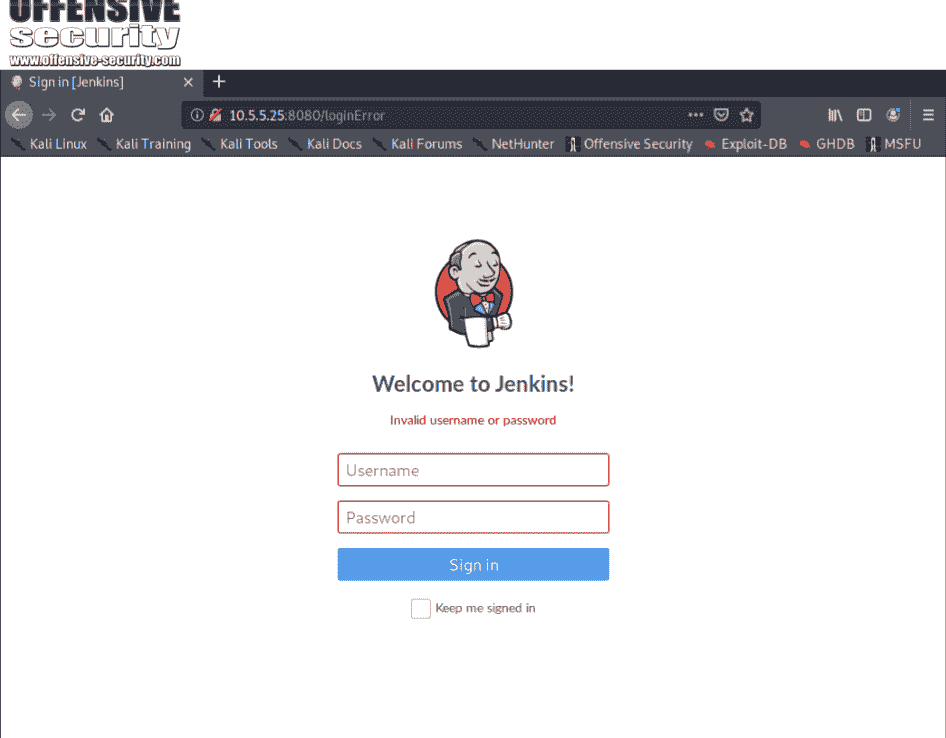 OFFENSIVE
security
www.offensive-security.com
Sign in [Jenkins]
10.5.5.25:8080/loginError
Kali Linux Kali Training Kali Tools Kali Docs Kali Forums NetHunter Offensive Security Exploit-DB GHDB MSFU
Welcome to Jenkins!
Invalid username or password
Username
Password
Sign in
Keep me signed in